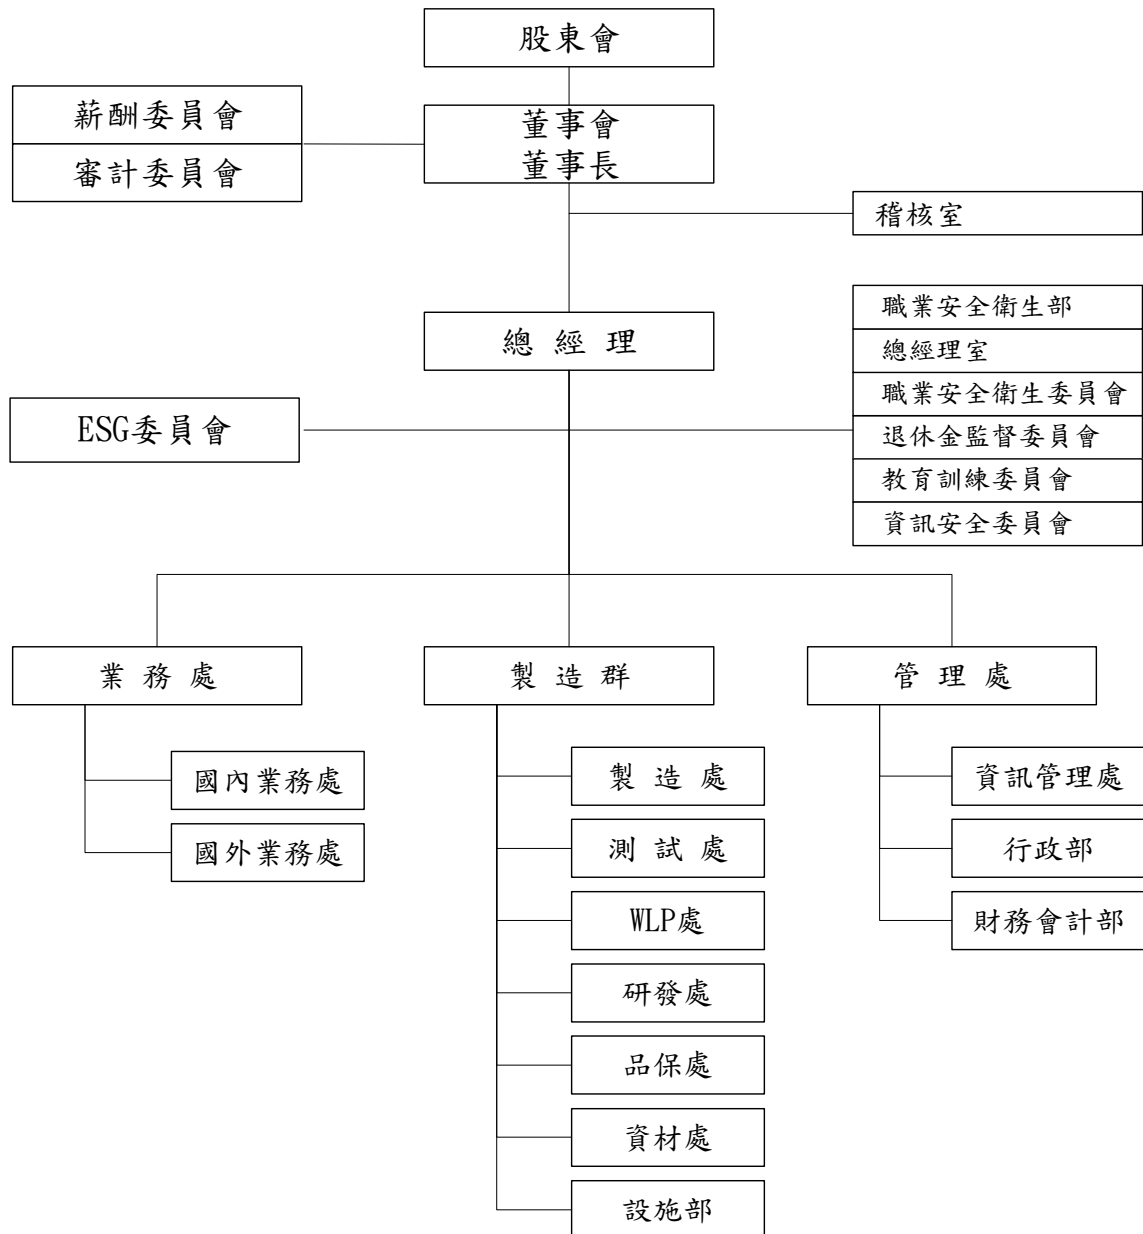 股東會
薪酬委員會
審計委員會
董事會
董事長
稽核室
總經理
職業安全衛生部
總經理室
職業安全衛生委員會
退休金監督委員會
教育訓練委員會
資訊安全委員會
ESG委員會
業務處
製造群
管理處
國內業務處
國外業務處
製造處
測試處
WLP處
研發處
品保處
資材處
設施部
資訊管理處
行政部
財務會計部